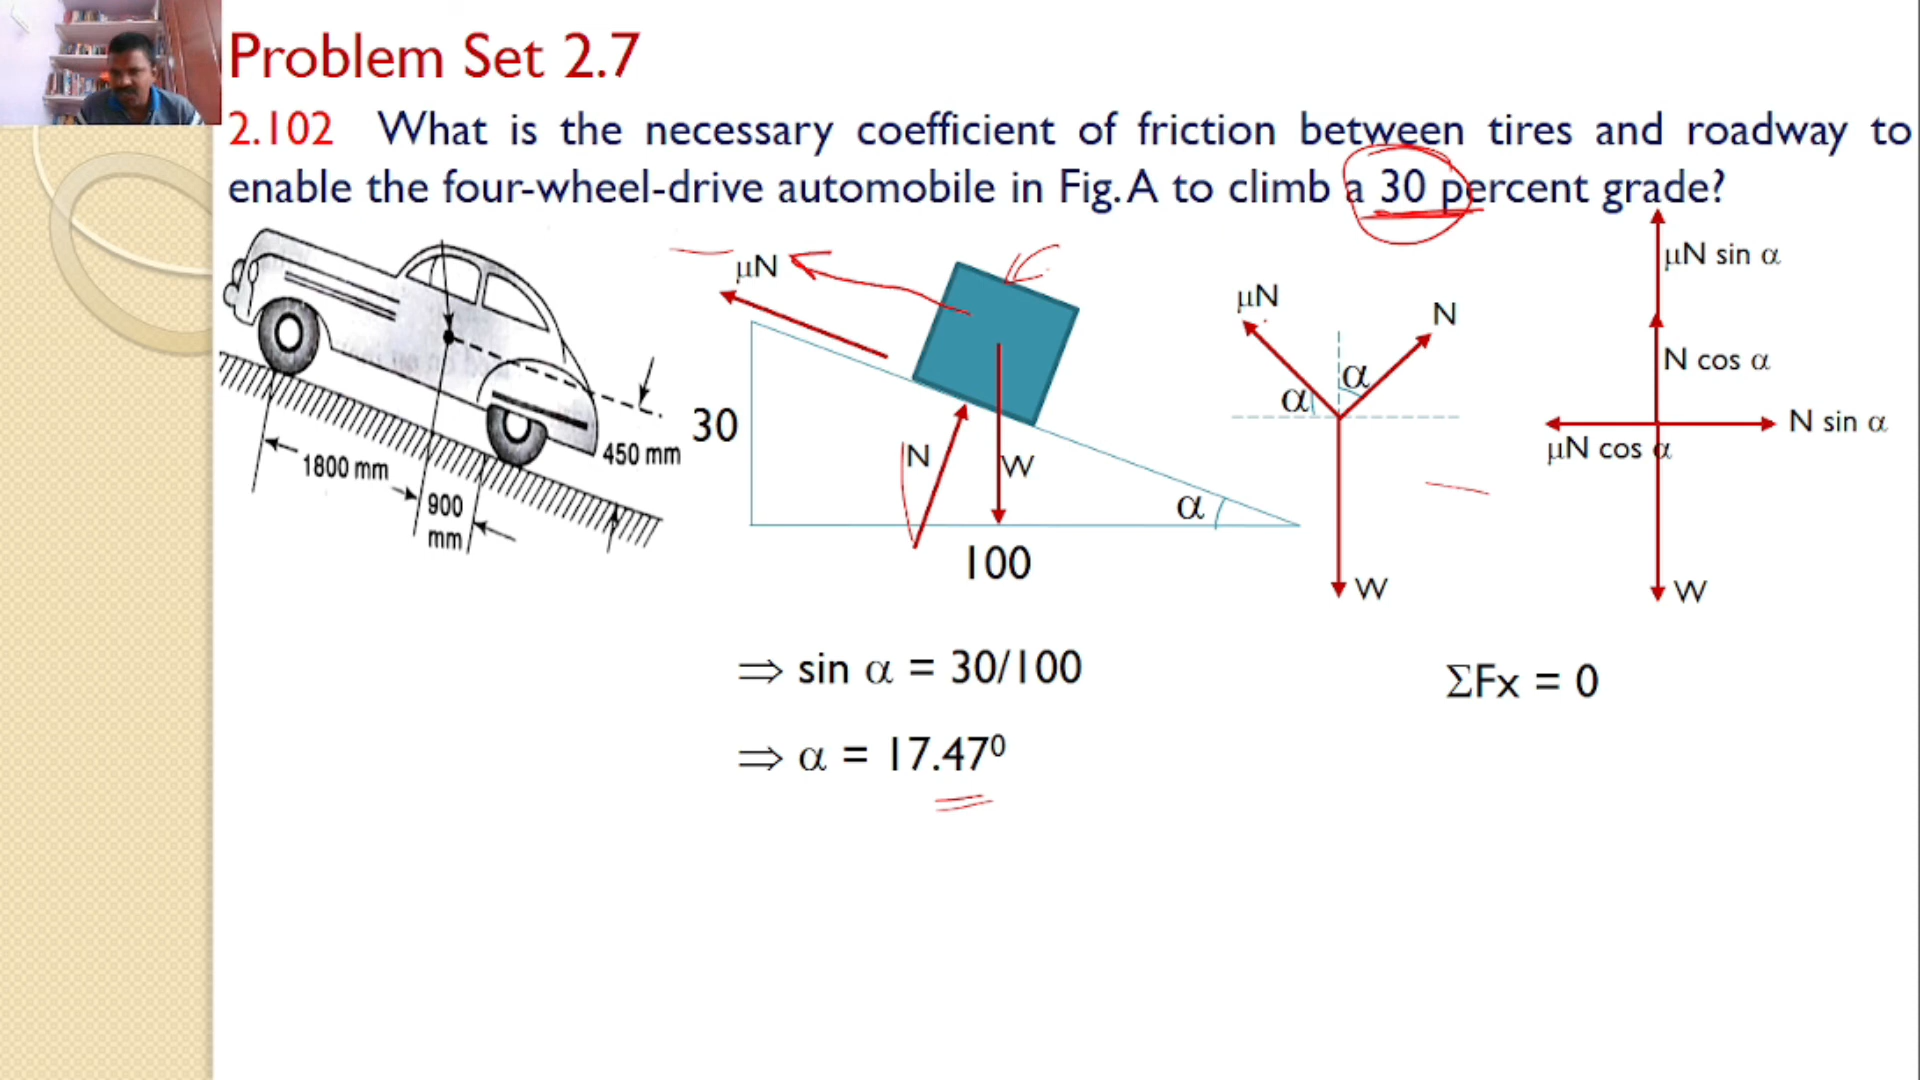 Problem Set 2.7
2.102 What is the necessary coefficient of friction between tires and roadway to
enable the four-wheel-drive automobile in Fig. A to climb a 30 percent grade?
1800 mm
900
mm
450 mm
μN
30
N
W
α
100
μN
N
α
α
W
μN sin α
N cos α
N sin α
μN cos α
W
⇒ sin α = 30/100
⇒ α = 17.47⁰
ΣFx = 0